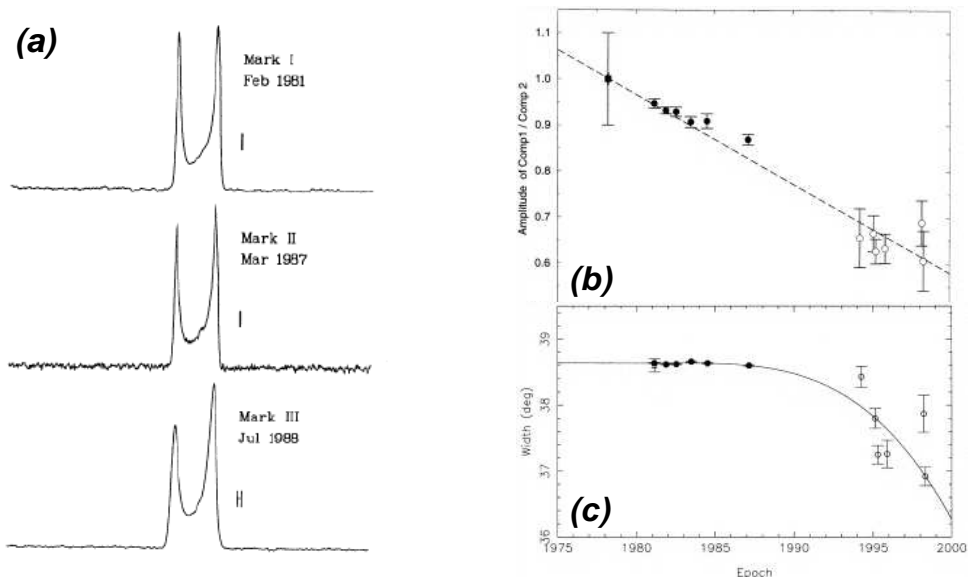 (a)
Mark I
Feb 1981
Mark II
Mar 1987
Mark III
Jul 1988
(b)
Amplitude of Comp1 / Comp 2
1.1
1.0
0.9
0.8
0.7
0.6
(c)
Width (deg)
39
38
37
36
1975
1980
1985
1990
1995
2000
Epoch